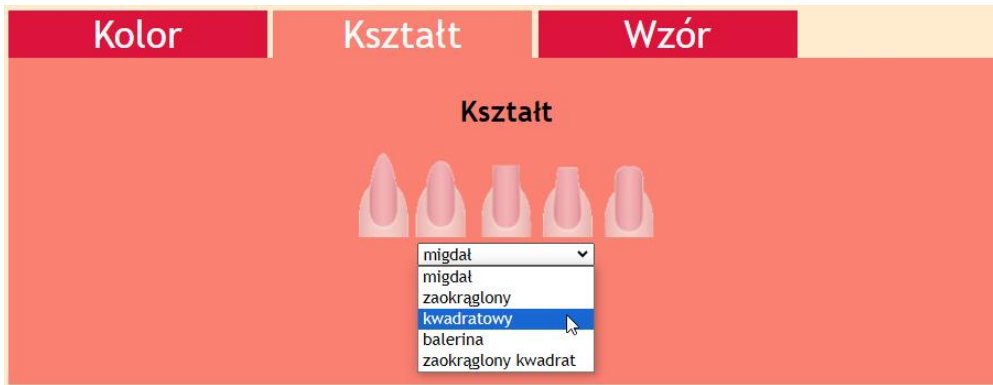 Kolor Kształt Wzór
Kształt
migdał
migdał
zaokrąglony
kwadratowy
balerina
zaokrąglony kwadrat